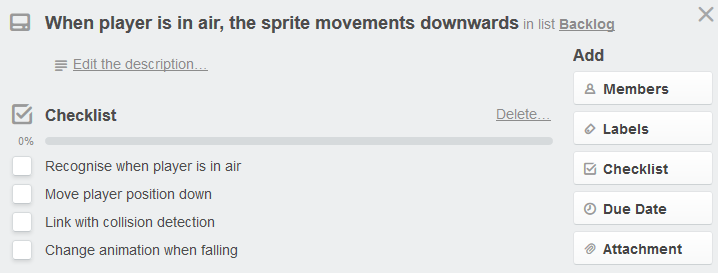 When player is in air, the sprite movements downwards in list Backlog
Edit the description…
Add
Members
Checklist
Delete…
0%
Labels
Recognise when player is in air
Checklist
Move player position down
Due Date
Link with collision detection
Change animation when falling
Attachment